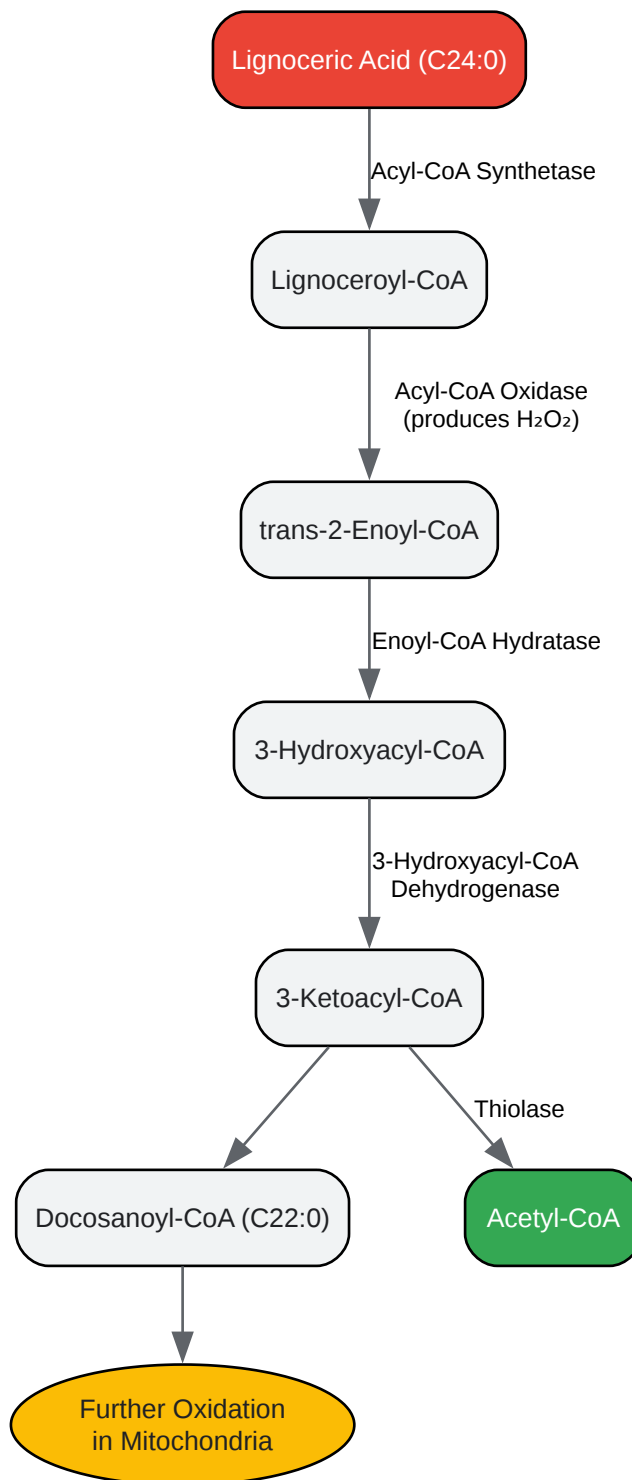 Lignoceric Acid (C24:0)
Acyl-CoA Synthetase
Lignoceroyl-CoA
Acyl-CoA Oxidase
(produces H₂O₂)
trans-2-Enoyl-CoA
Enoyl-CoA Hydratase
3-Hydroxyacyl-CoA
3-Hydroxyacyl-CoA
Dehydrogenase
3-Ketoacyl-CoA
Thiolase
Docosanoyl-CoA (C22:0)
Acetyl-CoA
Further Oxidation
in Mitochondria